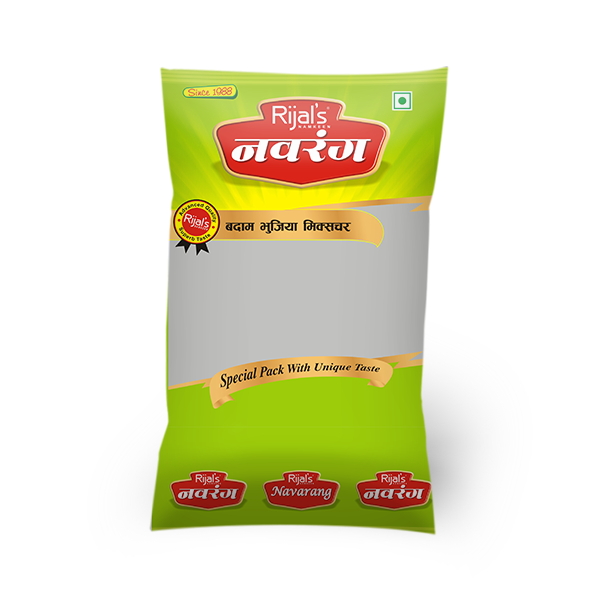 Since 1988
Rijal's
NAMKEEN
नवरंग
Advanced Quality
Rijal's
Superb Taste
बदाम भुजिया मिक्सचर
Special Pack With Unique Taste
Rijal's
नवरंग
Rijal's
Navarang
Rijal's
नवरंग